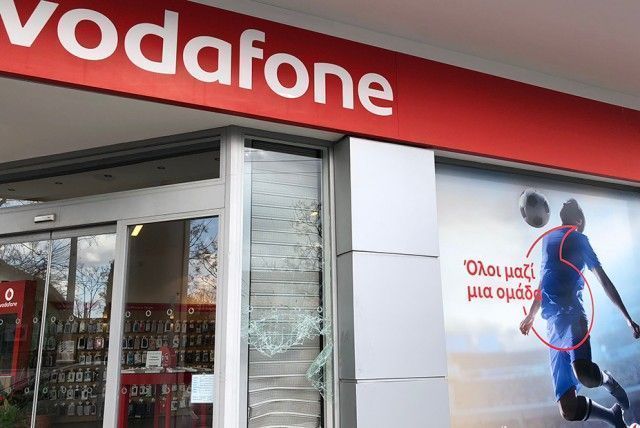 vodafone
Όλοι μαζί
μια ομάδα
!
vodafone